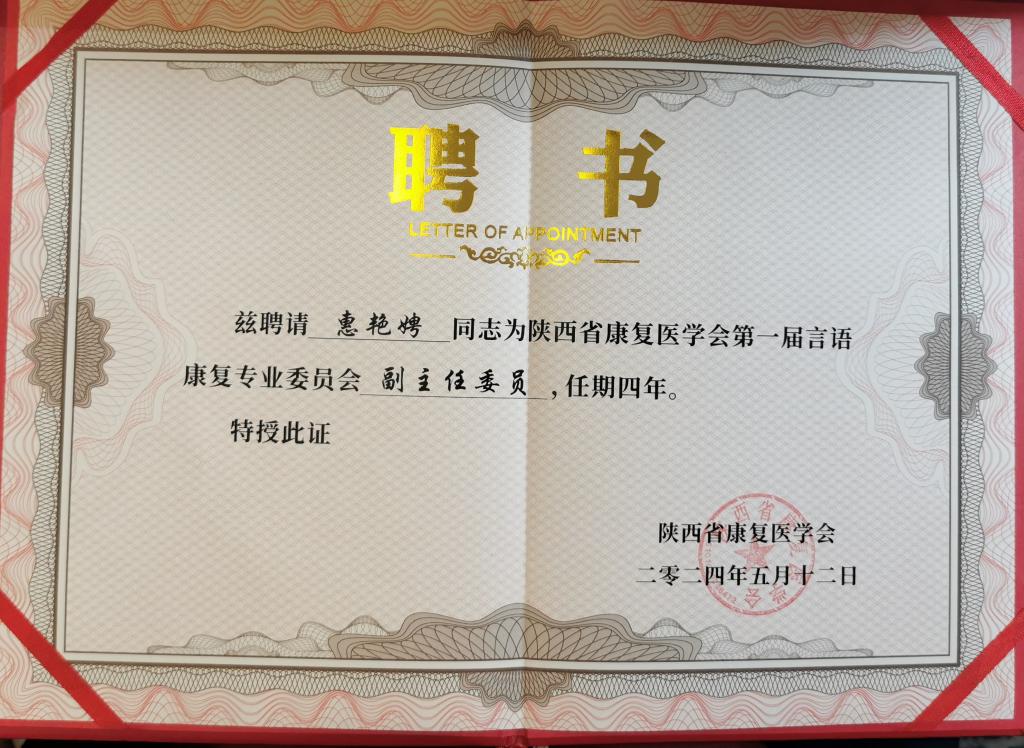 聘 书
LETTER OF APPOINTMENT
兹聘请 惠艳娉 同志为陕西省康复医学会第一届言语
康复专业委员会 副主任委员 ，任期四年。
特授此证
陕西省康复医学会
二零二四年五月十二日